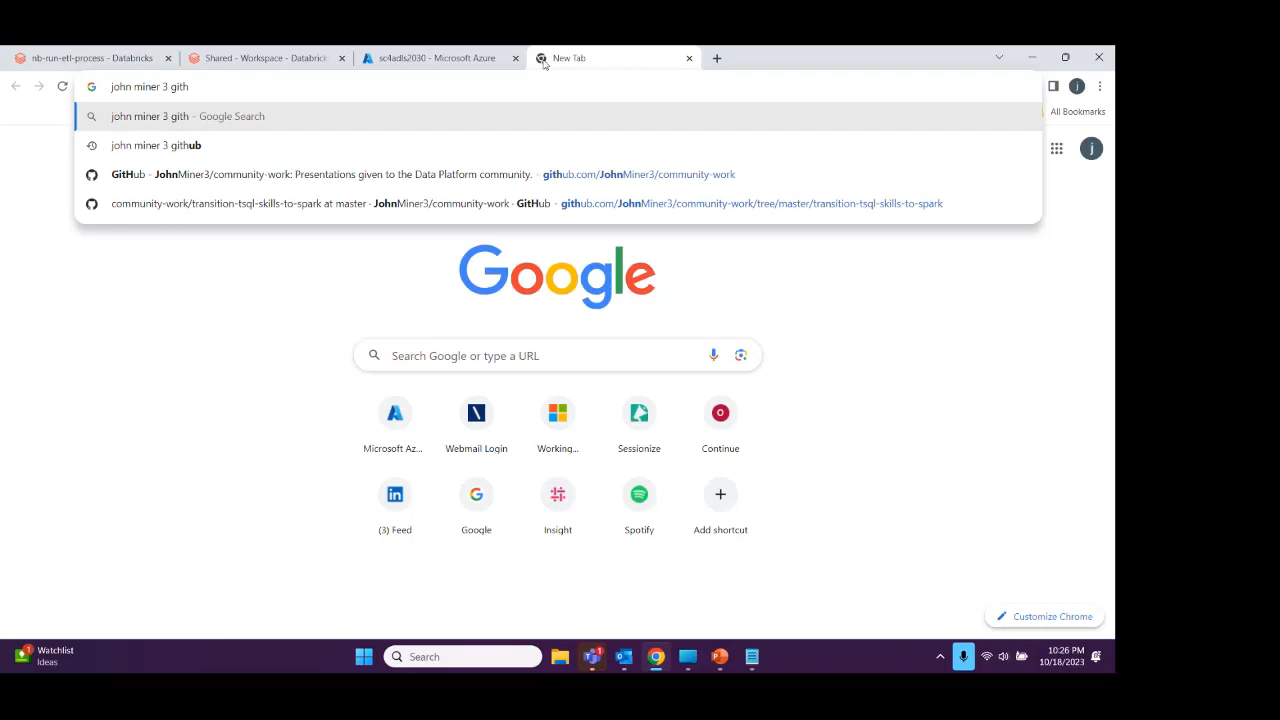 nb-run-etl-process - Databricks
Shared - Workspace - Databrick
sc4adls2030 - Microsoft Azure
New Tab
john miner 3 gith
All Bookmarks
john miner 3 gith - Google Search
john miner 3 github
j
GitHub - JohnMiner3/community-work: Presentations given to the Data Platform community. - github.com/JohnMiner3/community-work
community-work/transition-tsql-skills-to-spark at master · JohnMiner3/community-work · GitHub - github.com/JohnMiner3/community-work/tree/master/transition-tsql-skills-to-spark
Google
Search Google or type a URL
Microsoft Az...
Webmail Login
Working...
Sessionize
Continue
(3) Feed
Google
Insight
Spotify
Add shortcut
Customize Chrome
Watchlist
Ideas
Search
10:26 PM
10/18/2023